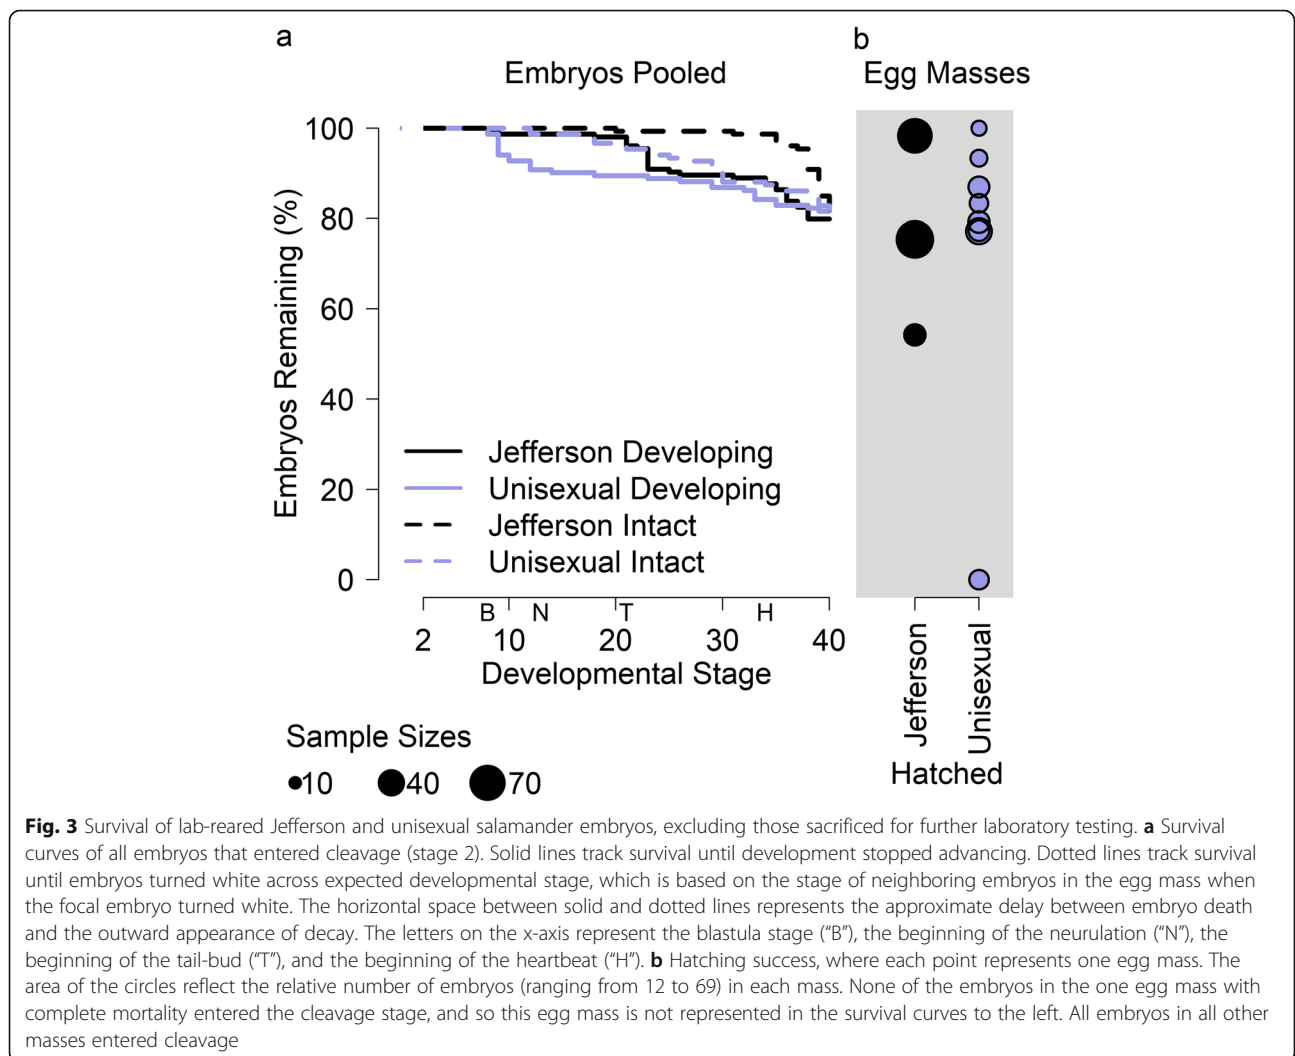 a
b
Embryos Pooled
Egg Masses
Embryos Remaining (%)
100
80
60
40
20
0
Jefferson Developing
Unisexual Developing
Jefferson Intact
Unisexual Intact
B N T H
2 10 20 30 40
Developmental Stage
Jefferson
Unisexual
Hatched
Sample Sizes
10 40 70
Fig. 3 Survival of lab-reared Jefferson and unisexual salamander embryos, excluding those sacrificed for further laboratory testing. a Survival
curves of all embryos that entered cleavage (stage 2). Solid lines track survival until development stopped advancing. Dotted lines track survival
until embryos turned white across expected developmental stage, which is based on the stage of neighboring embryos in the egg mass when
the focal embryo turned white. The horizontal space between solid and dotted lines represents the approximate delay between embryo death
and the outward appearance of decay. The letters on the x-axis represent the blastula stage (“B”), the beginning of the neurulation (“N”), the
beginning of the tail-bud (“T”), and the beginning of the heartbeat (“H”). b Hatching success, where each point represents one egg mass. The
area of the circles reflect the relative number of embryos (ranging from 12 to 69) in each mass. None of the embryos in the one egg mass with
complete mortality entered the cleavage stage, and so this egg mass is not represented in the survival curves to the left. All embryos in all other
masses entered cleavage